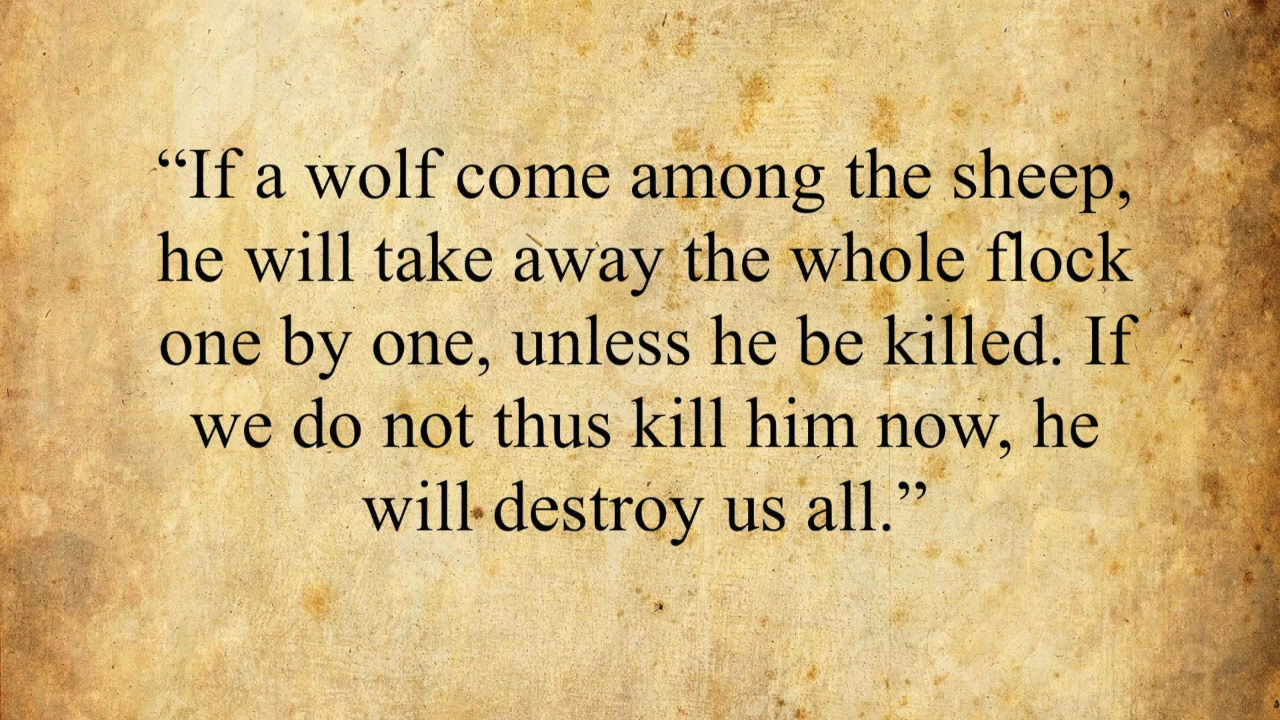 “If a wolf come among the sheep,
he will take away the whole flock
one by one, unless he be killed. If
we do not thus kill him now, he
will destroy us all.”